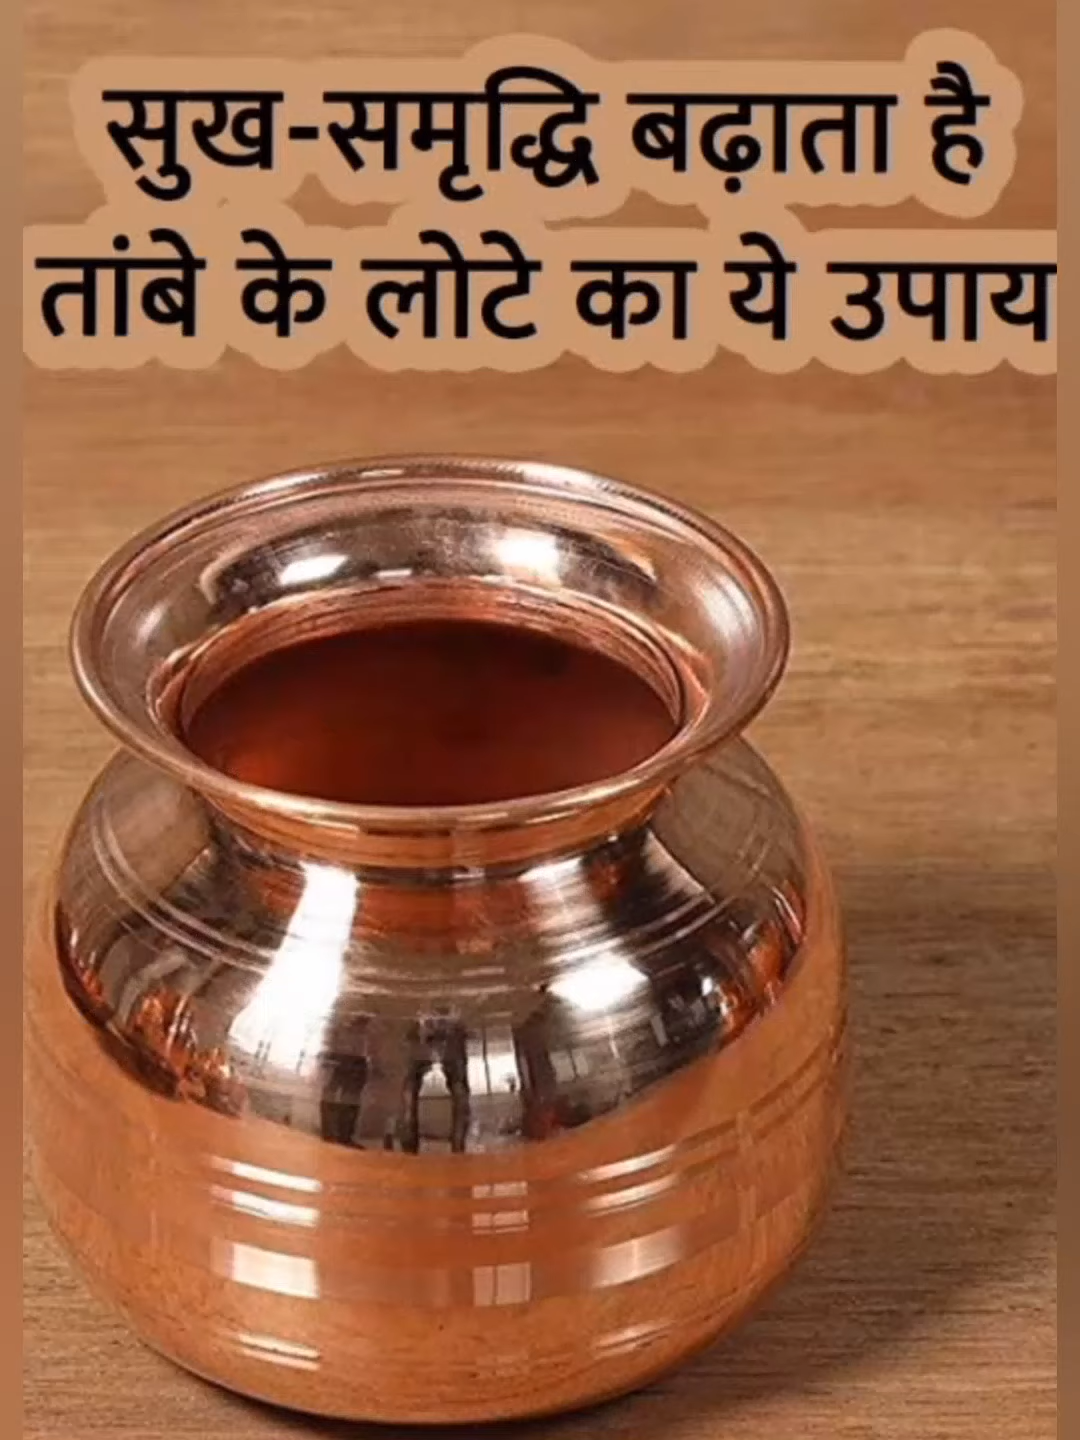 सुख-समृद्धि बढ़ाता है
तांबे के लोटे का ये उपाय